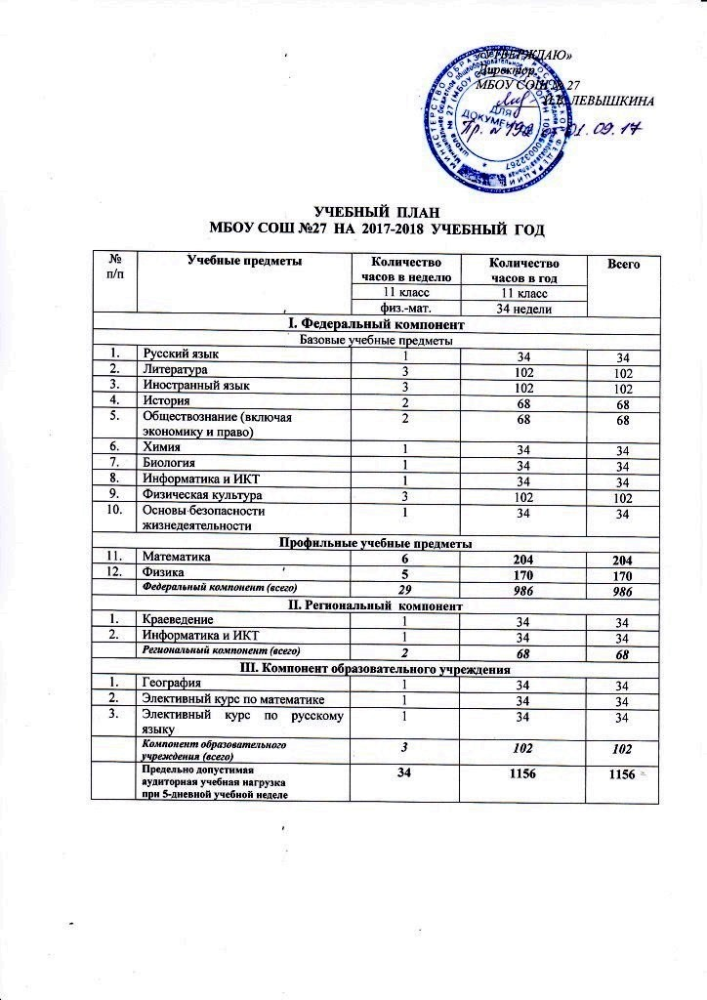 «УТВЕРЖДАЮ»
Директор
МБОУ СОШ № 27
ЛЕВЫШКИНА
Пр. № 192 от 01.09.17
ДЛЯ
ДОКУМЕНТОВ
УЧЕБНЫЙ ПЛАН
МБОУ СОШ №27 НА 2017-2018 УЧЕБНЫЙ ГОД
№ п/п Учебные предметы Количество часов в неделю Количество часов в год Всего
11 класс 11 класс
физ.-мат. 34 недели
I. Федеральный компонент
Базовые учебные предметы
1. Русский язык 1 34 34
2. Литература 3 102 102
3. Иностранный язык 3 102 102
4. История 2 68 68
5. Обществознание (включая 2 68 68
экономику и право)
6. Химия 1 34 34
7. Биология 1 34 34
8. Информатика и ИКТ 1 34 34
9. Физическая культура 3 102 102
10. Основы безопасности 1 34 34
жизнедеятельности
Профильные учебные предметы
11. Математика 6 204 204
12. Физика 5 170 170
Федеральный компонент (всего) 29 986 986
II. Региональный компонент
1. Краеведение 1 34 34
2. Информатика и ИКТ 1 34 34
Региональный компонент (всего) 2 68 68
III. Компонент образовательного учреждения
1. География 1 34 34
2. Элективный курс по математике 1 34 34
3. Элективный курс по русскому 1 34 34
языку
Компонент образовательного 3 102 102
учреждения (всего)
Предельно допустимая 34 1156 1156
аудиторная учебная нагрузка
при 5-дневной учебной неделе